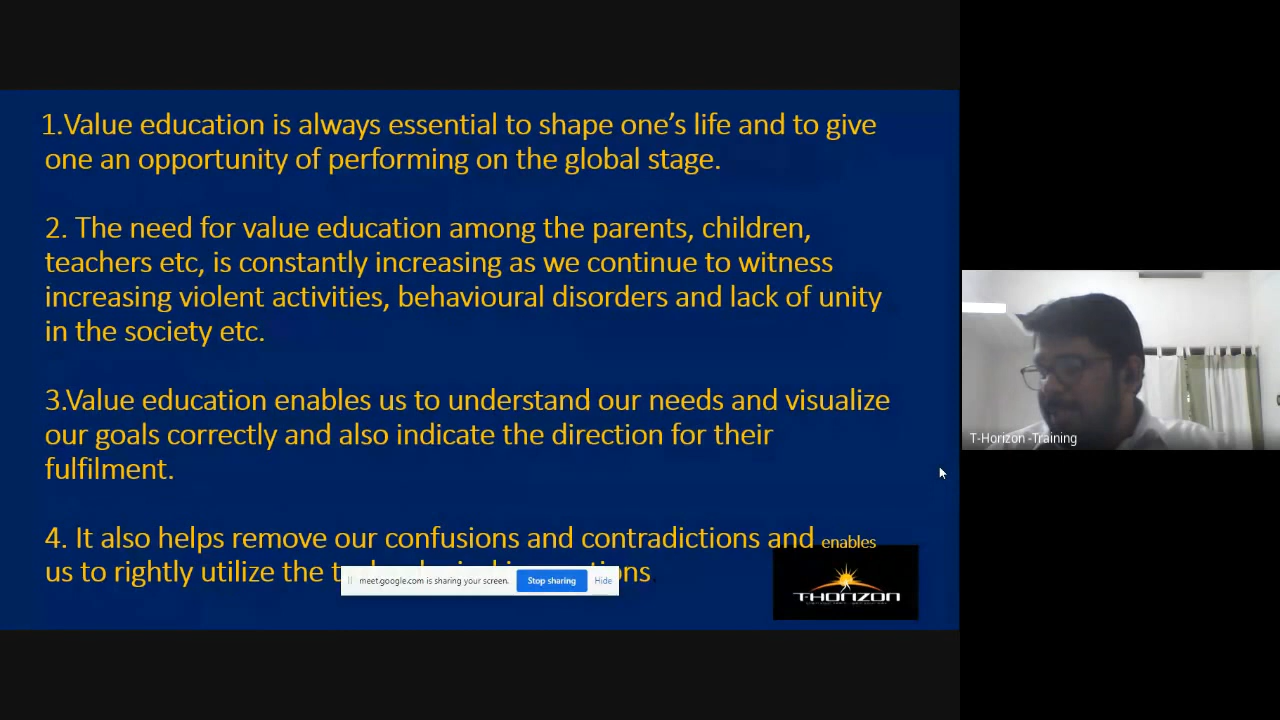 1.Value education is always essential to shape one’s life and to give
one an opportunity of performing on the global stage.
2. The need for value education among the parents, children,
teachers etc, is constantly increasing as we continue to witness
increasing violent activities, behavioural disorders and lack of unity
in the society etc.
3.Value education enables us to understand our needs and visualize
our goals correctly and also indicate the direction for their
fulfilment.
4. It also helps remove our confusions and contradictions and enables
us to rightly utilize the
meet.google.com is sharing your screen. Stop sharing Hide
T-HORIZON
T-Horizon -Training